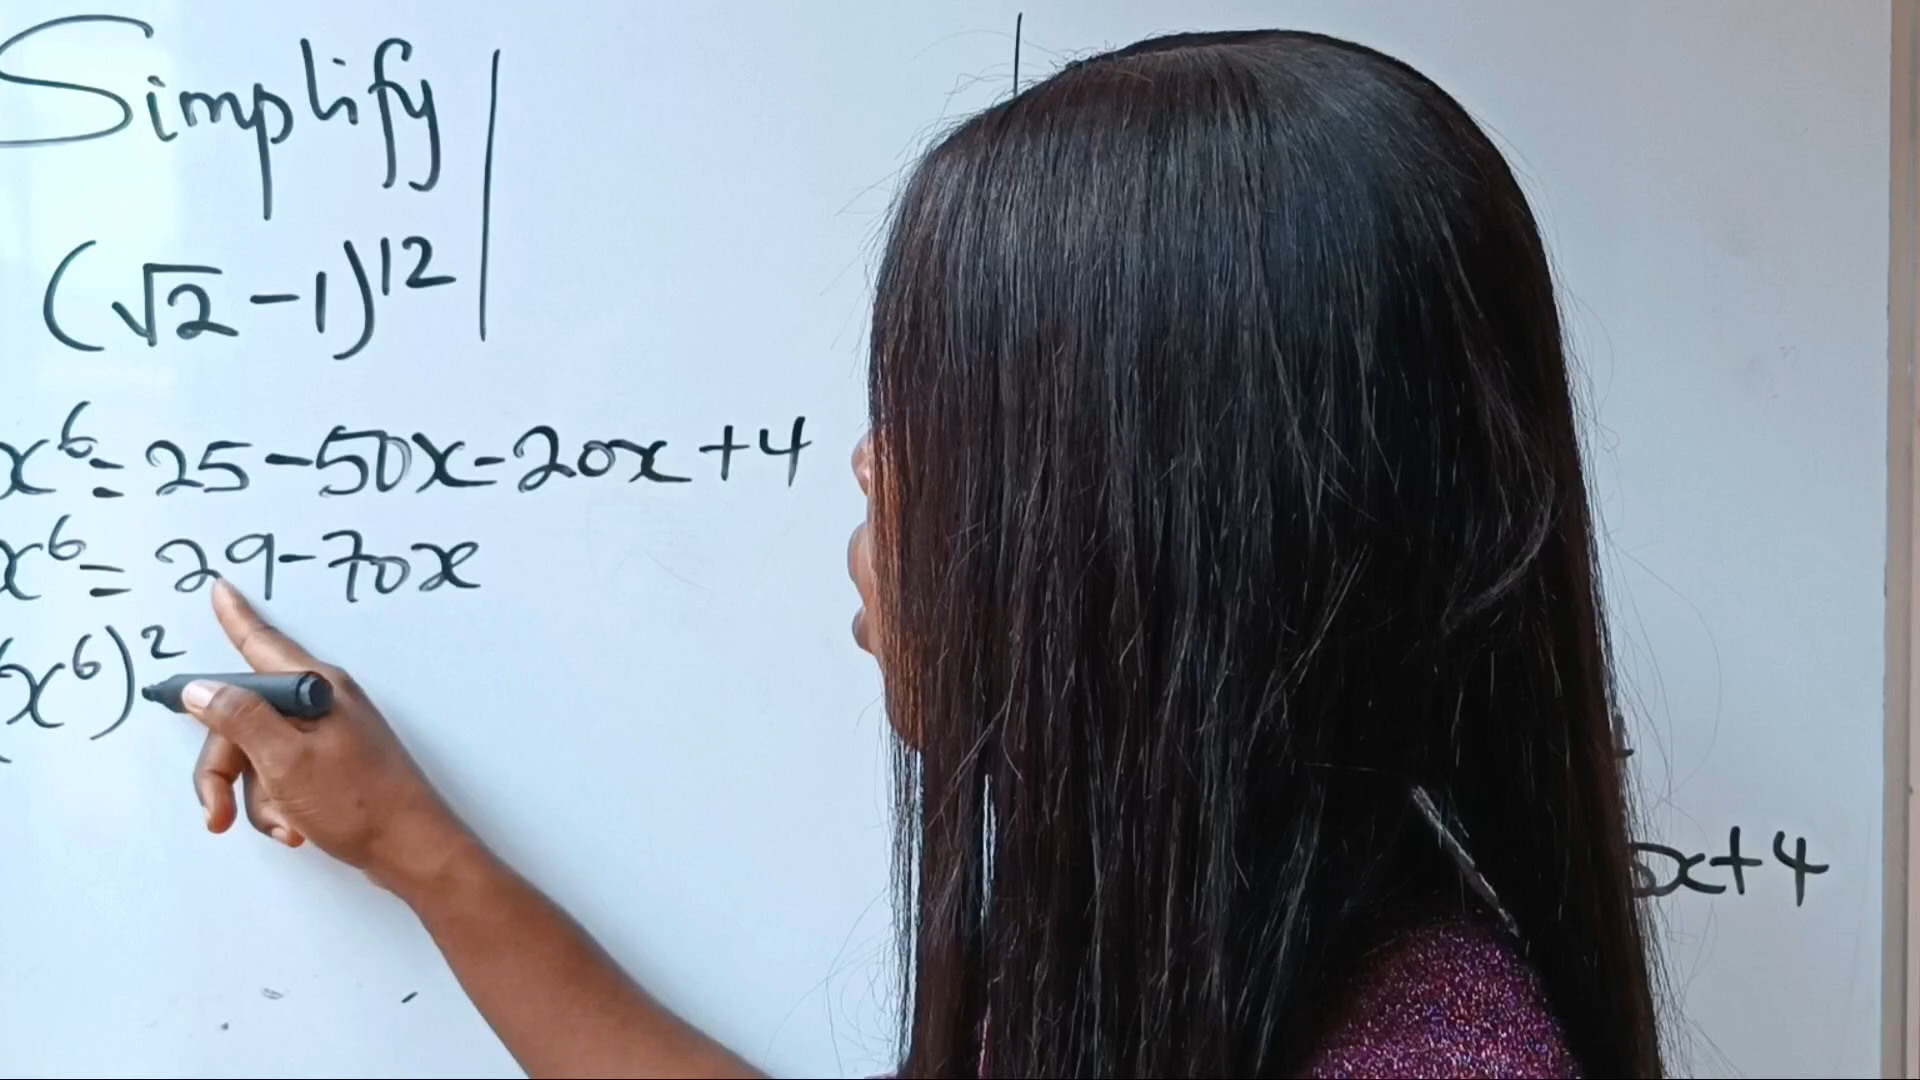 Simplify
(√2-1)¹²
x⁶=25-50x-20x+4
x⁶=29-70x
(x⁶)²
x+4